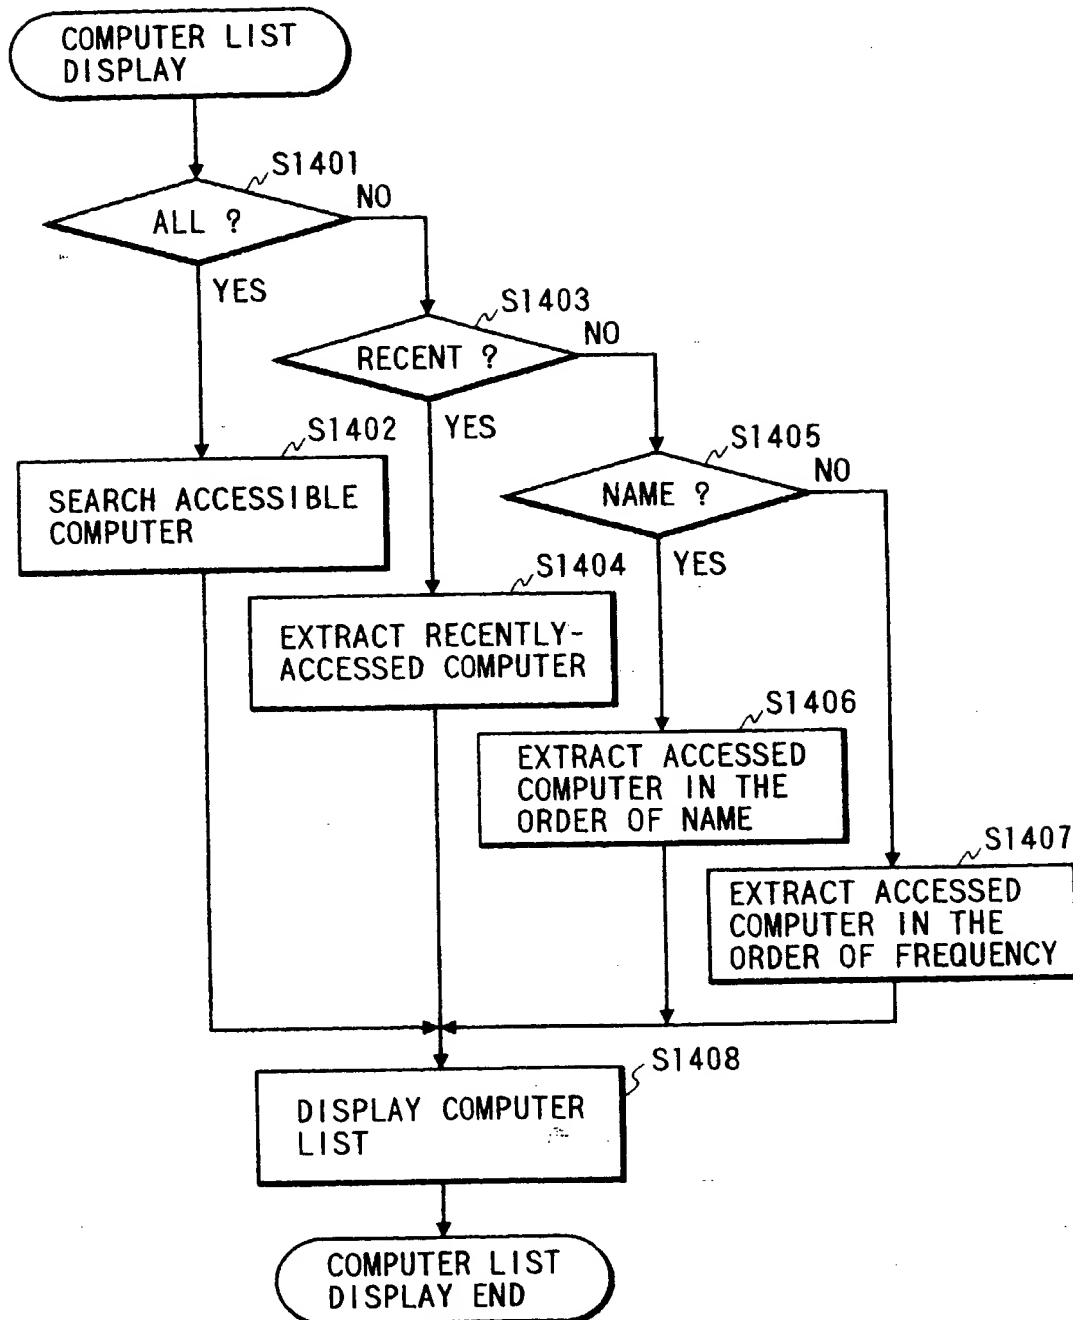 COMPUTER LIST
DISPLAY
S1401
ALL ?
NO
YES
S1403
RECENT ?
NO
YES
S1402
SEARCH ACCESSIBLE
COMPUTER
S1405
NAME ?
NO
YES
S1404
EXTRACT RECENTLY-
ACCESSED COMPUTER
S1406
EXTRACT ACCESSED
COMPUTER IN THE
ORDER OF NAME
S1407
EXTRACT ACCESSED
COMPUTER IN THE
ORDER OF FREQUENCY
S1408
DISPLAY COMPUTER
LIST
COMPUTER LIST
DISPLAY END